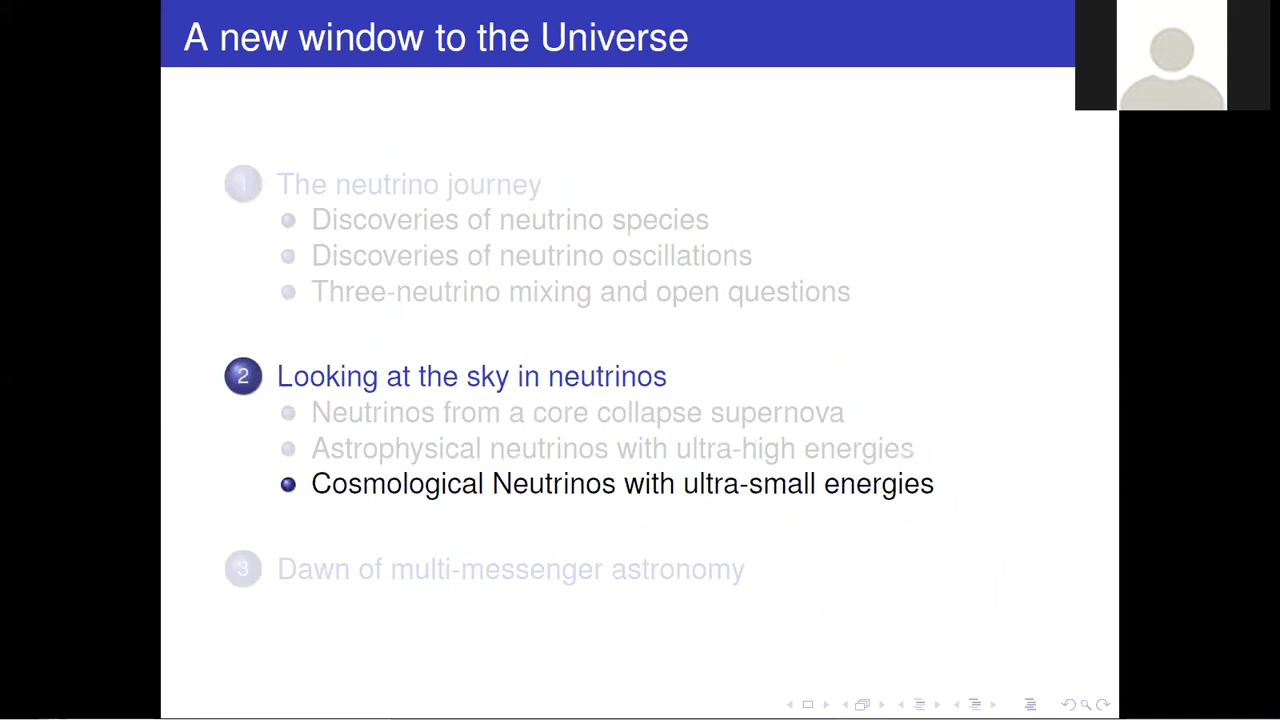 A new window to the Universe
1 The neutrino journey
Discoveries of neutrino species
Discoveries of neutrino oscillations
Three-neutrino mixing and open questions
2 Looking at the sky in neutrinos
Neutrinos from a core collapse supernova
Astrophysical neutrinos with ultra-high energies
Cosmological Neutrinos with ultra-small energies
3 Dawn of multi-messenger astronomy